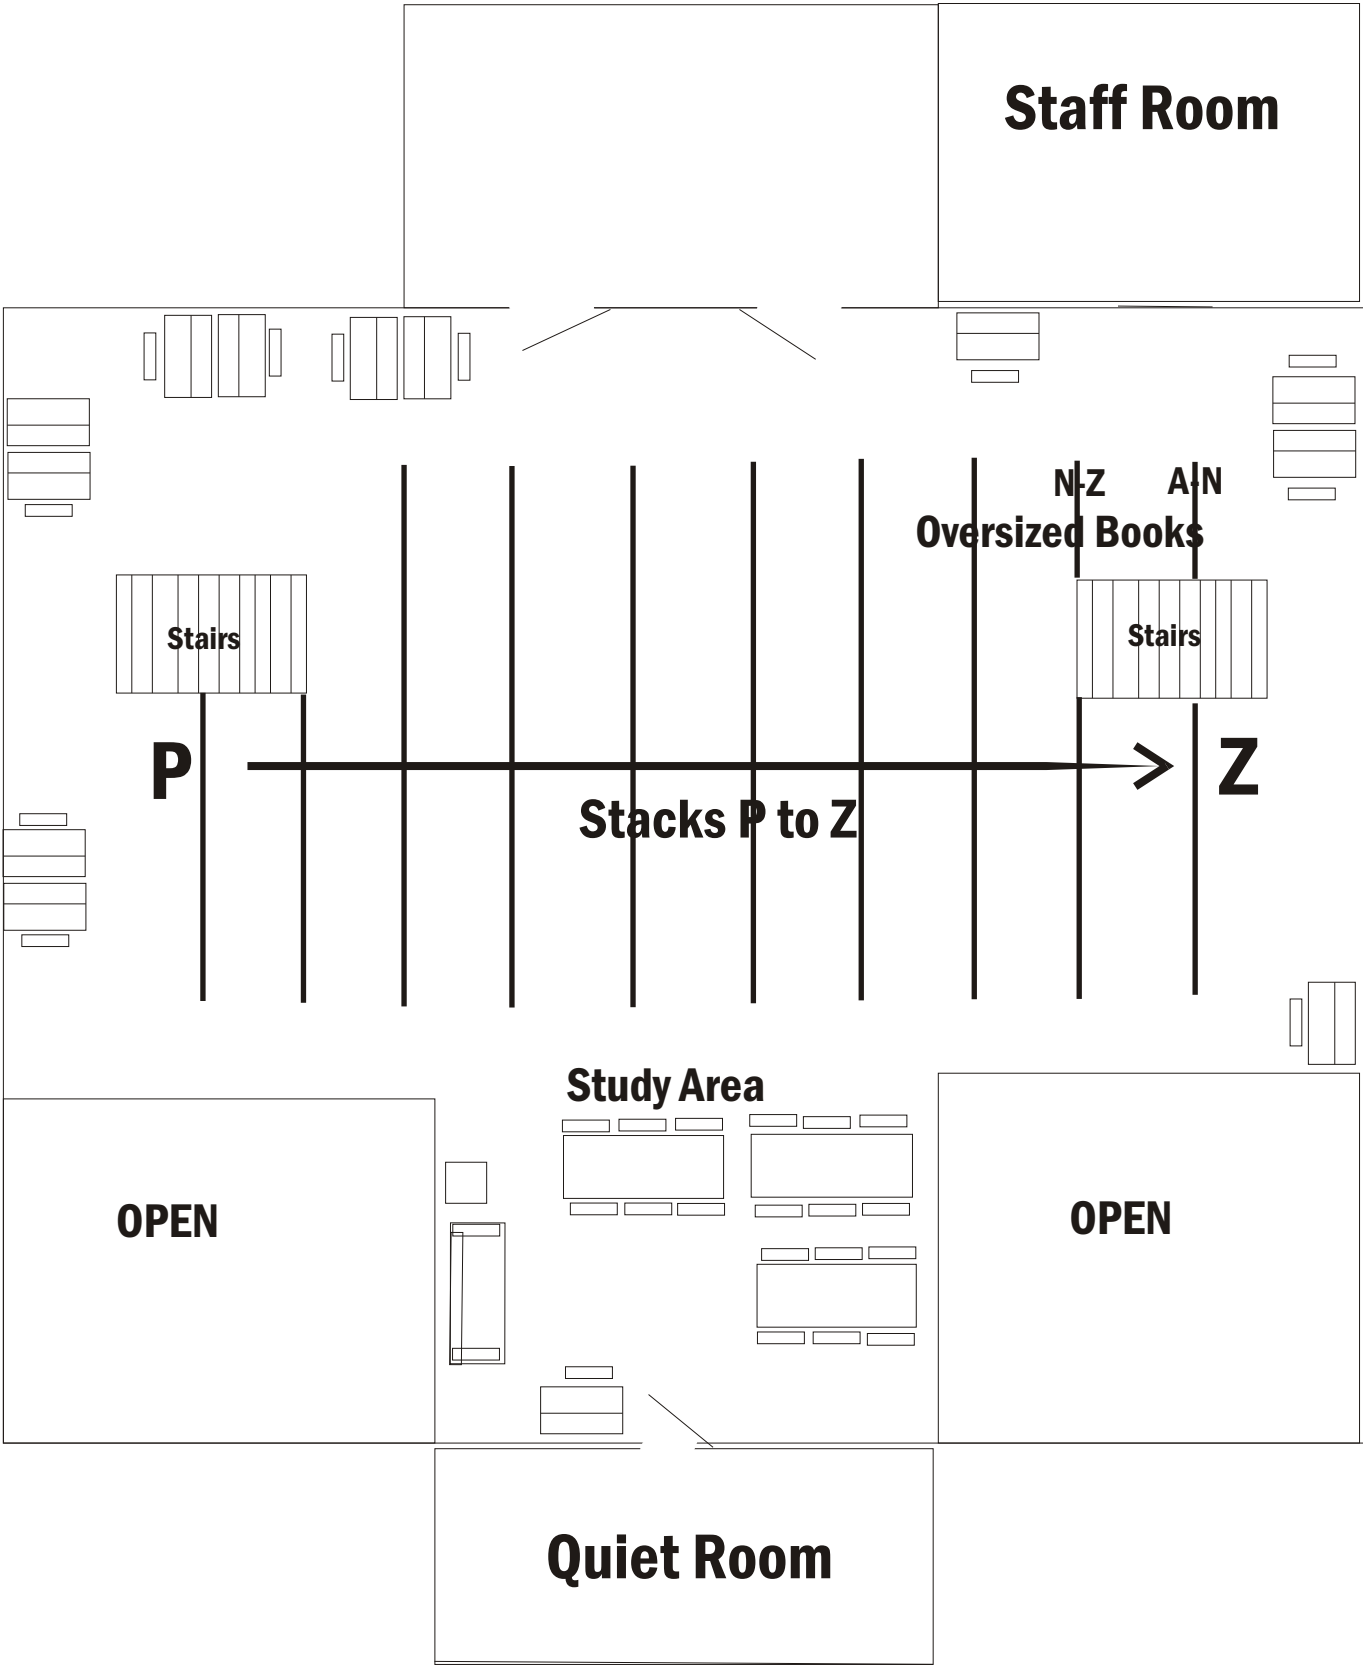 Staff Room
N-Z A-N
Oversized Books
Stairs Stairs
P Z
Stacks P to Z
Study Area
OPEN OPEN
Quiet Room